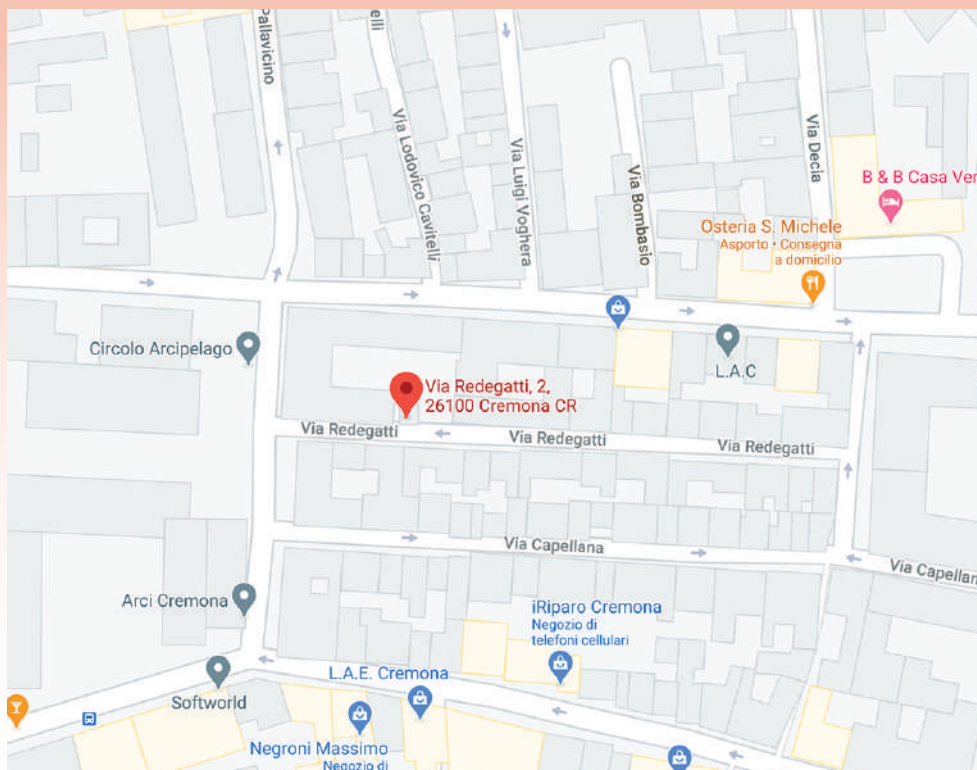 Pallavicino
elli
Via Lodovico Cavitelli
Via Luigi Voghera
Via Bombasio
Via Decia
B & B Casa Ver
Osteria S. Michele
Asporto • Consegna
a domicilio
Circolo Arcipelago
L.A.C
Via Redegatti, 2,
26100 Cremona CR
Via Redegatti
Via Redegatti
Via Redegatti
Via Capellana
Via Capellan
Arci Cremona
iRiparo Cremona
Negozio di
telefoni cellulari
L.A.E. Cremona
Softworld
Negroni Massimo
Negozio di